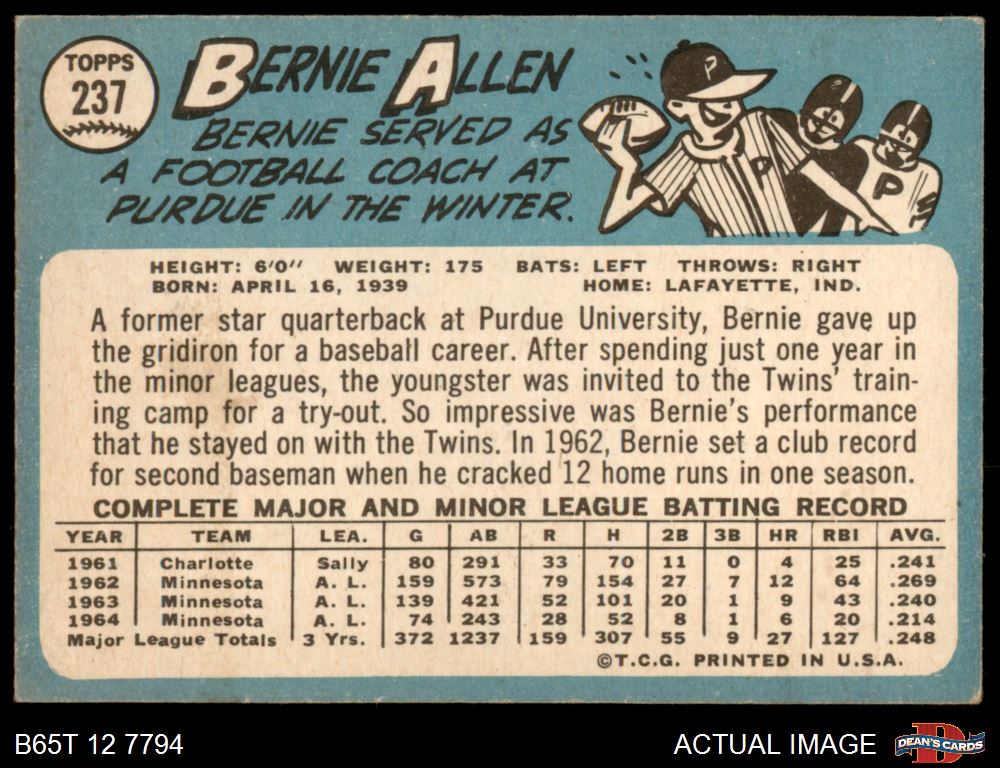 TOPPS
237
BERNIE ALLEN
BERNIE SERVED AS
A FOOTBALL COACH AT
PURDUE IN THE WINTER.
P
P
P
HEIGHT: 6'0" WEIGHT: 175 BATS: LEFT THROWS: RIGHT
BORN: APRIL 16, 1939 HOME: LAFAYETTE, IND.
A former star quarterback at Purdue University, Bernie gave up
the gridiron for a baseball career. After spending just one year in
the minor leagues, the youngster was invited to the Twins' train-
ing camp for a try-out. So impressive was Bernie's performance
that he stayed on with the Twins. In 1962, Bernie set a club record
for second baseman when he cracked 12 home runs in one season.
COMPLETE MAJOR AND MINOR LEAGUE BATTING RECORD
YEAR TEAM LEA. G AB R H 2B 3B HR RBI AVG.
1961 Charlotte Sally 80 291 33 70 11 0 4 25 .241
1962 Minnesota A. L. 159 573 79 154 27 7 12 64 .269
1963 Minnesota A. L. 139 421 52 101 20 1 9 43 .240
1964 Minnesota A. L. 74 243 28 52 8 1 6 20 .214
Major League Totals 3 Yrs. 372 1237 159 307 55 9 27 127 .248
©T.C.G. PRINTED IN U.S.A.
B65T 12 7794 ACTUAL IMAGE
D
DEAN'S CARDS